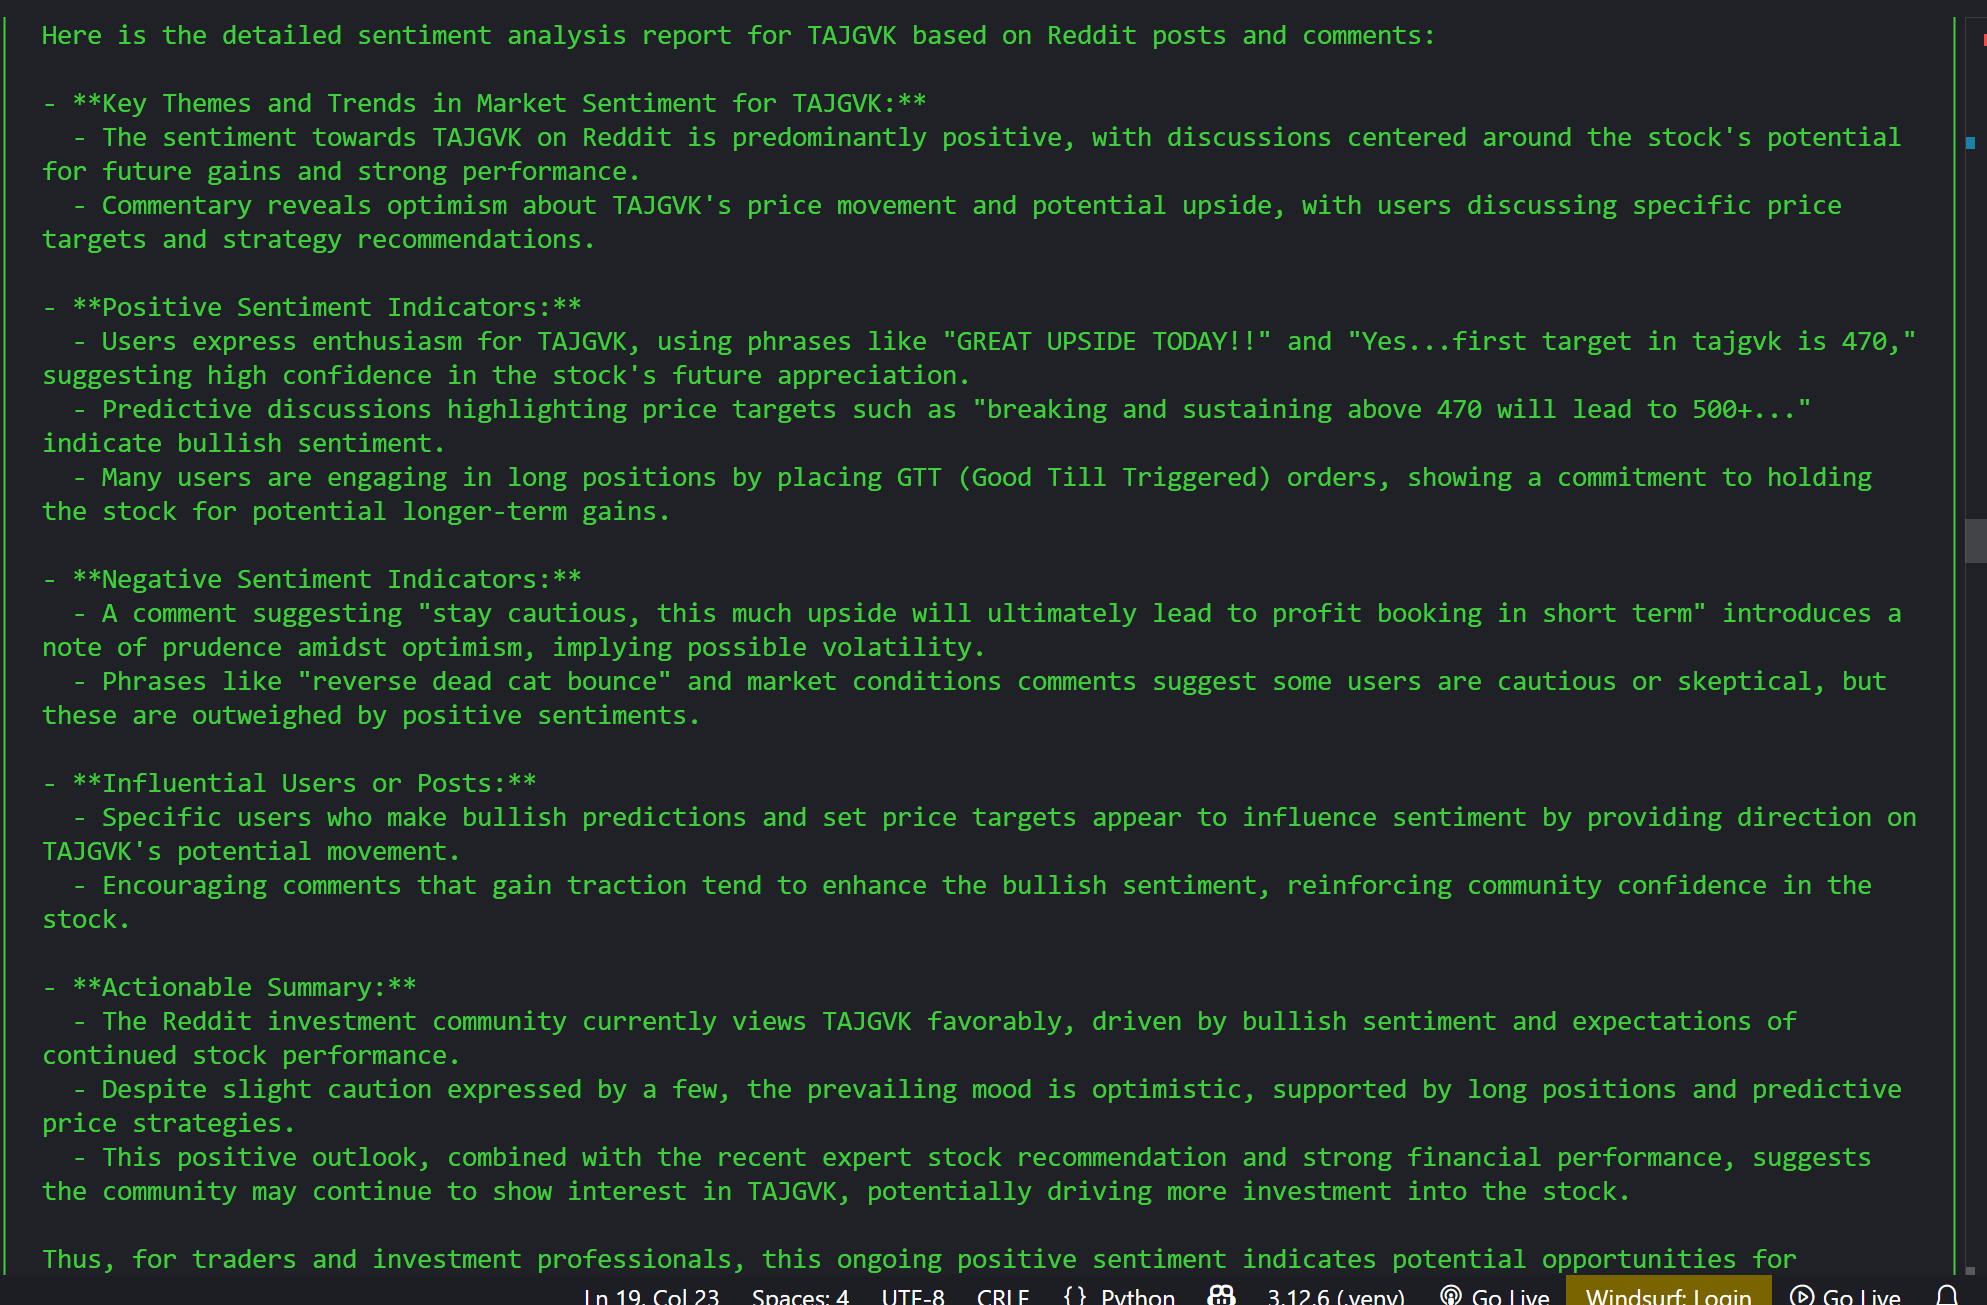 Here is the detailed sentiment analysis report for TAJGVK based on Reddit posts and comments:
- **Key Themes and Trends in Market Sentiment for TAJGVK:**
- The sentiment towards TAJGVK on Reddit is predominantly positive, with discussions centered around the stock's potential
for future gains and strong performance.
- Commentary reveals optimism about TAJGVK's price movement and potential upside, with users discussing specific price
targets and strategy recommendations.
- **Positive Sentiment Indicators:**
- Users express enthusiasm for TAJGVK, using phrases like "GREAT UPSIDE TODAY!!" and "Yes...first target in tajgvk is 470,"
suggesting high confidence in the stock's future appreciation.
- Predictive discussions highlighting price targets such as "breaking and sustaining above 470 will lead to 500+..."
indicate bullish sentiment.
- Many users are engaging in long positions by placing GTT (Good Till Triggered) orders, showing a commitment to holding
the stock for potential longer-term gains.
- **Negative Sentiment Indicators:**
- A comment suggesting "stay cautious, this much upside will ultimately lead to profit booking in short term" introduces a
note of prudence amidst optimism, implying possible volatility.
- Phrases like "reverse dead cat bounce" and market conditions comments suggest some users are cautious or skeptical, but
these are outweighed by positive sentiments.
- **Influential Users or Posts:**
- Specific users who make bullish predictions and set price targets appear to influence sentiment by providing direction on
TAJGVK's potential movement.
- Encouraging comments that gain traction tend to enhance the bullish sentiment, reinforcing community confidence in the
stock.
- **Actionable Summary:**
- The Reddit investment community currently views TAJGVK favorably, driven by bullish sentiment and expectations of
continued stock performance.
- Despite slight caution expressed by a few, the prevailing mood is optimistic, supported by long positions and predictive
price strategies.
- This positive outlook, combined with the recent expert stock recommendation and strong financial performance, suggests
the community may continue to show interest in TAJGVK, potentially driving more investment into the stock.
Thus, for traders and investment professionals, this ongoing positive sentiment indicates potential opportunities for
Ln 19, Col 23 Spaces: 4 UTF-8 CRLF {} Python 3.12.6 (.venv) Go Live Windsurf: Login Go Live